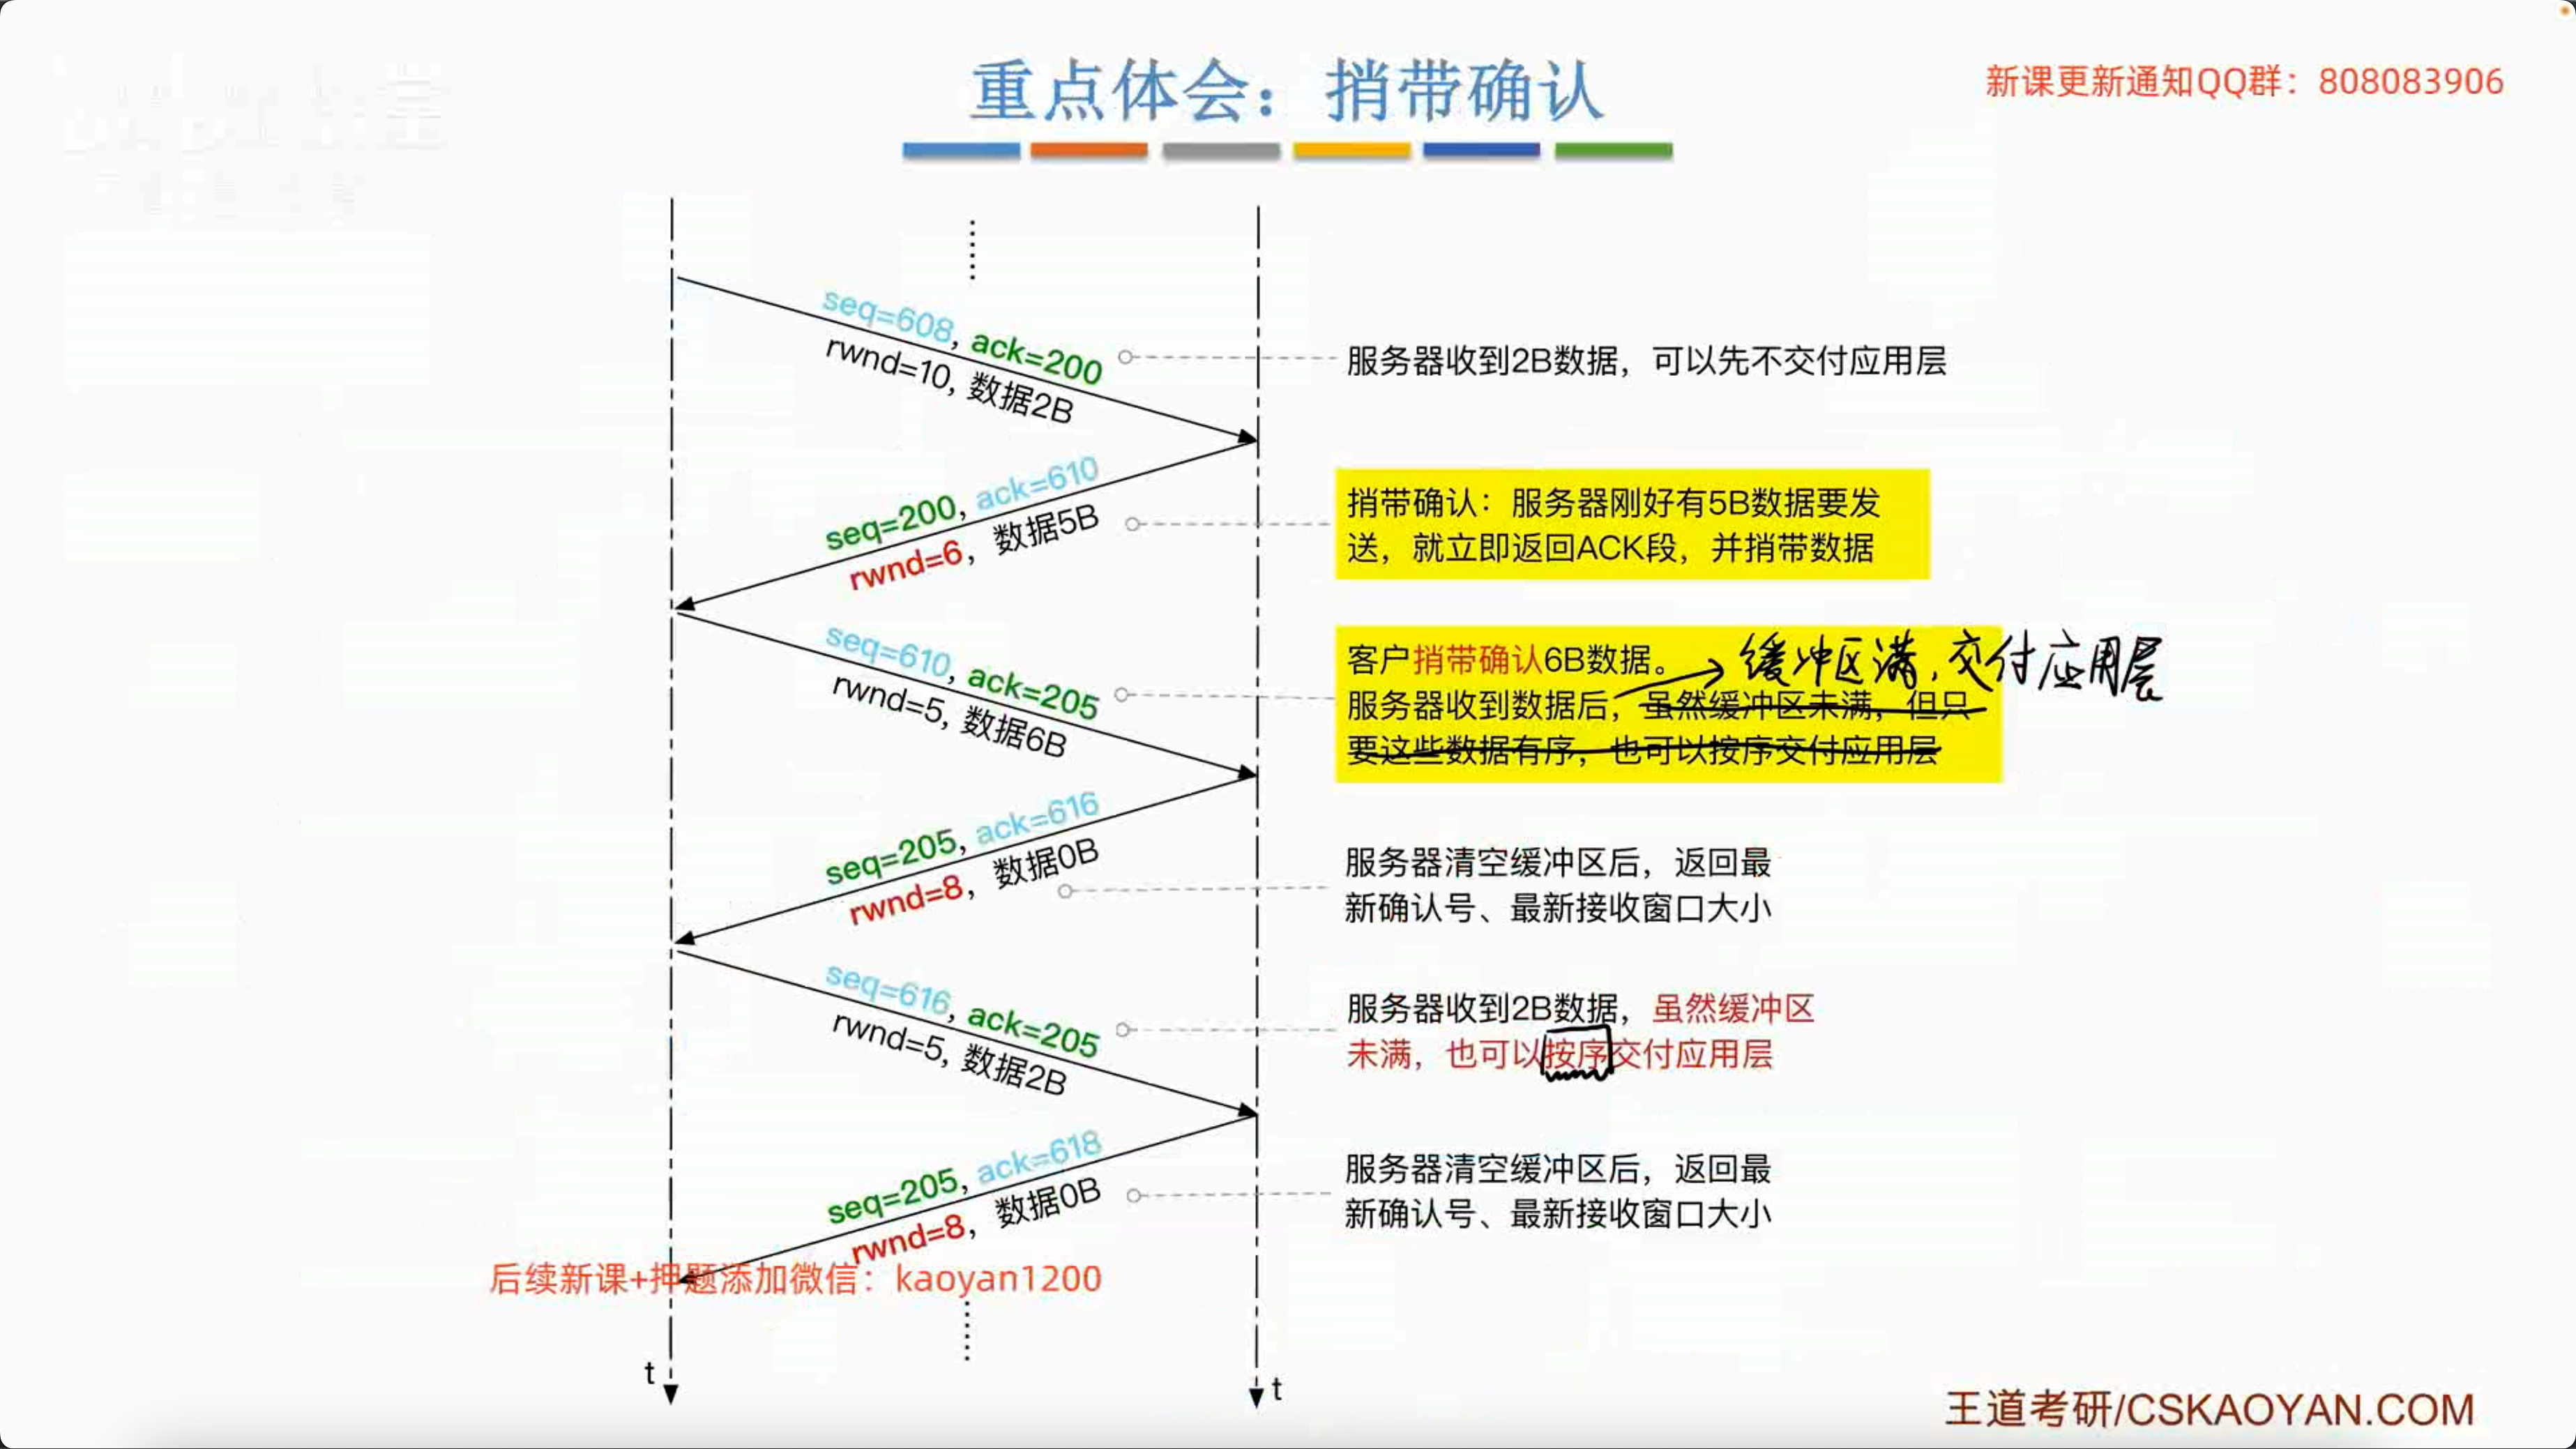 重点体会：捎带确认
新课更新通知QQ群：808083906
seq=608, ack=200
rwnd=10, 数据2B
服务器收到2B数据，可以先不交付应用层
seq=200, ack=610
rwnd=6, 数据5B
捎带确认：服务器刚好有5B数据要发
送，就立即返回ACK段，并捎带数据
seq=610, ack=205
rwnd=5, 数据6B
客户捎带确认6B数据。
缓冲区满，交付应用层
服务器收到数据后，虽然缓冲区未满，但只
要这些数据有序，也可以按序交付应用层
seq=205, ack=616
rwnd=8, 数据0B
服务器清空缓冲区后，返回最
新确认号、最新接收窗口大小
seq=616, ack=205
rwnd=5, 数据2B
服务器收到2B数据，虽然缓冲区
未满，也可以按序交付应用层
seq=205, ack=618
rwnd=8, 数据0B
服务器清空缓冲区后，返回最
新确认号、最新接收窗口大小
后续新课+押题添加微信：kaoyan1200
t
t
王道考研/CSKAOYAN.COM